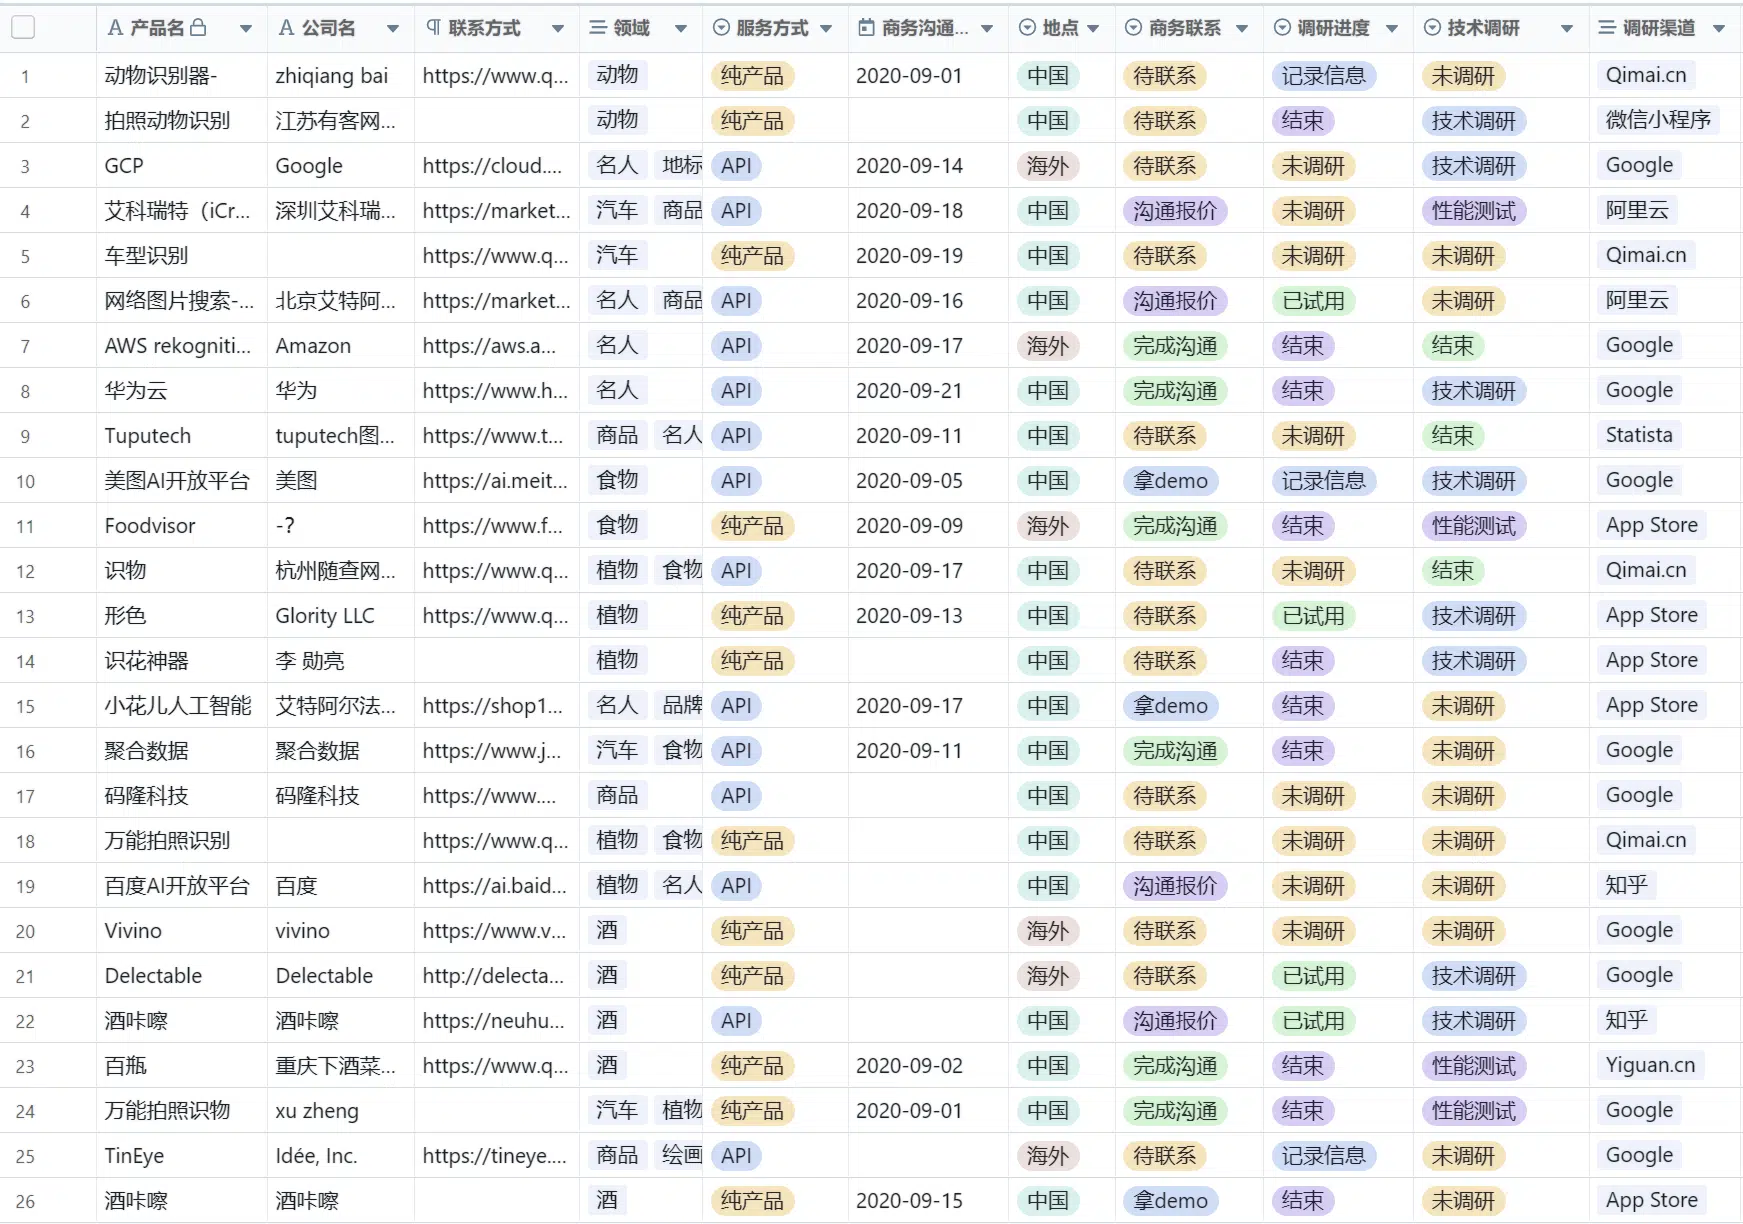 产品名 公司名 联系方式 领域 服务方式 商务沟通... 地点 商务联系 调研进度 技术调研 调研渠道
1 动物识别器- zhiqiang bai https://www.q... 动物 纯产品 2020-09-01 中国 待联系 记录信息 未调研 Qimai.cn
2 拍照动物识别 江苏有客网... 动物 纯产品 中国 待联系 结束 技术调研 微信小程序
3 GCP Google https://cloud.... 名人 地标 API 2020-09-14 海外 待联系 未调研 技术调研 Google
4 艾科瑞特（iCr... 深圳艾科瑞... https://market... 汽车 商品 API 2020-09-18 中国 沟通报价 未调研 性能测试 阿里云
5 车型识别 https://www.q... 汽车 纯产品 2020-09-19 中国 待联系 未调研 未调研 Qimai.cn
6 网络图片搜索-... 北京艾特阿... https://market... 名人 商品 API 2020-09-16 中国 沟通报价 已试用 未调研 阿里云
7 AWS rekogniti... Amazon https://aws.a... 名人 API 2020-09-17 海外 完成沟通 结束 结束 Google
8 华为云 华为 https://www.h... 名人 API 2020-09-21 中国 完成沟通 结束 技术调研 Google
9 Tuputech tuputech图... https://www.t... 商品 名人 API 2020-09-11 中国 待联系 未调研 结束 Statista
10 美图AI开放平台 美图 https://ai.meit... 食物 API 2020-09-05 中国 拿demo 记录信息 技术调研 Google
11 Foodvisor -? https://www.f... 食物 纯产品 2020-09-09 海外 完成沟通 结束 性能测试 App Store
12 识物 杭州随查网... https://www.q... 植物 食物 API 2020-09-17 中国 待联系 未调研 结束 Qimai.cn
13 形色 Glority LLC https://www.q... 植物 纯产品 2020-09-13 中国 待联系 已试用 技术调研 App Store
14 识花神器 李 勋亮 植物 纯产品 中国 待联系 结束 技术调研 App Store
15 小花儿人工智能 艾特阿尔法... https://shop1... 名人 品牌 API 2020-09-17 中国 拿demo 结束 未调研 App Store
16 聚合数据 聚合数据 https://www.j... 汽车 食物 API 2020-09-11 中国 完成沟通 结束 未调研 Google
17 码隆科技 码隆科技 https://www.... 商品 API 中国 待联系 未调研 未调研 Google
18 万能拍照识别 https://www.q... 植物 食物 纯产品 中国 待联系 未调研 未调研 Qimai.cn
19 百度AI开放平台 百度 https://ai.baid... 植物 名人 API 中国 沟通报价 未调研 未调研 知乎
20 Vivino vivino https://www.v... 酒 纯产品 海外 待联系 未调研 未调研 Google
21 Delectable Delectable http://delecta... 酒 纯产品 海外 待联系 已试用 技术调研 Google
22 酒咔嚓 酒咔嚓 https://neuhu... 酒 API 中国 沟通报价 已试用 技术调研 知乎
23 百瓶 重庆下酒菜... https://www.q... 酒 纯产品 2020-09-02 中国 完成沟通 结束 性能测试 Yiguan.cn
24 万能拍照识物 xu zheng 汽车 植物 纯产品 2020-09-01 中国 完成沟通 结束 性能测试 Google
25 TinEye Idée, Inc. https://tineye.... 商品 绘画 API 海外 待联系 记录信息 未调研 Google
26 酒咔嚓 酒咔嚓 酒 纯产品 2020-09-15 中国 拿demo 结束 未调研 App Store